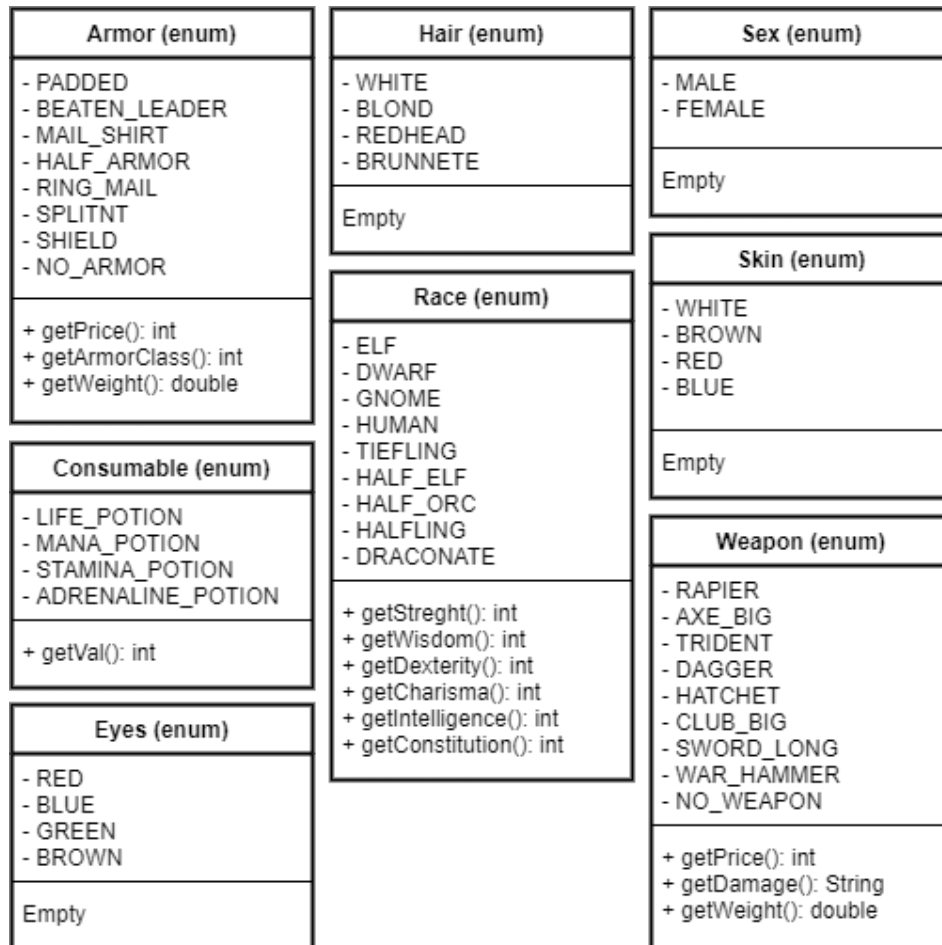 Armor (enum)
- PADDED
- BEATEN_LEADER
- MAIL_SHIRT
- HALF_ARMOR
- RING_MAIL
- SPLITNT
- SHIELD
- NO_ARMOR
+ getPrice(): int
+ getArmorClass(): int
+ getWeight(): double
Consumable (enum)
- LIFE_POTION
- MANA_POTION
- STAMINA_POTION
- ADRENALINE_POTION
+ getVal(): int
Eyes (enum)
- RED
- BLUE
- GREEN
- BROWN
Empty
Hair (enum)
- WHITE
- BLOND
- REDHEAD
- BRUNNETE
Empty
Race (enum)
- ELF
- DWARF
- GNOME
- HUMAN
- TIEFLING
- HALF_ELF
- HALF_ORC
- HALFLING
- DRACONATE
+ getStreght(): int
+ getWisdom(): int
+ getDexterity(): int
+ getCharisma(): int
+ getIntelligence(): int
+ getConstitution(): int
Sex (enum)
- MALE
- FEMALE
Empty
Skin (enum)
- WHITE
- BROWN
- RED
- BLUE
Empty
Weapon (enum)
- RAPIER
- AXE_BIG
- TRIDENT
- DAGGER
- HATCHET
- CLUB_BIG
- SWORD_LONG
- WAR_HAMMER
- NO_WEAPON
+ getPrice(): int
+ getDamage(): String
+ getWeight(): double